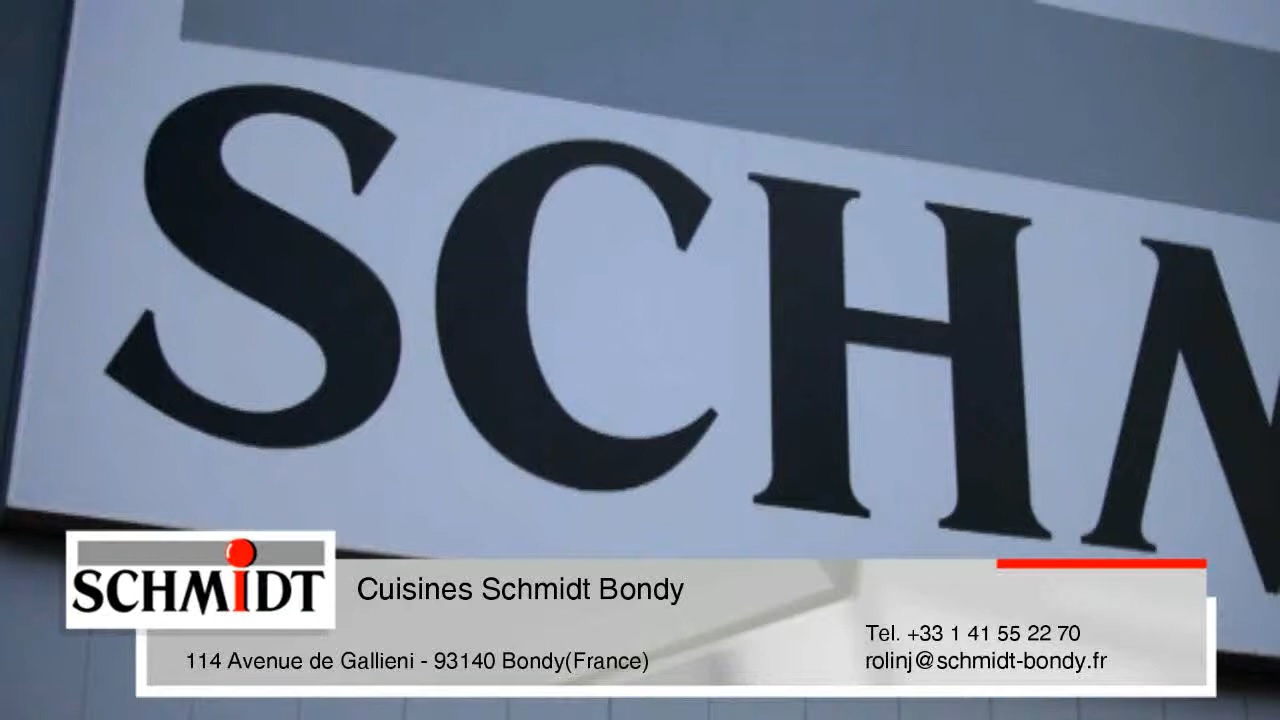 SCHM
SCHMIDT
Cuisines Schmidt Bondy
114 Avenue de Gallieni - 93140 Bondy(France)
Tel. +33 1 41 55 22 70
rolinj@schmidt-bondy.fr